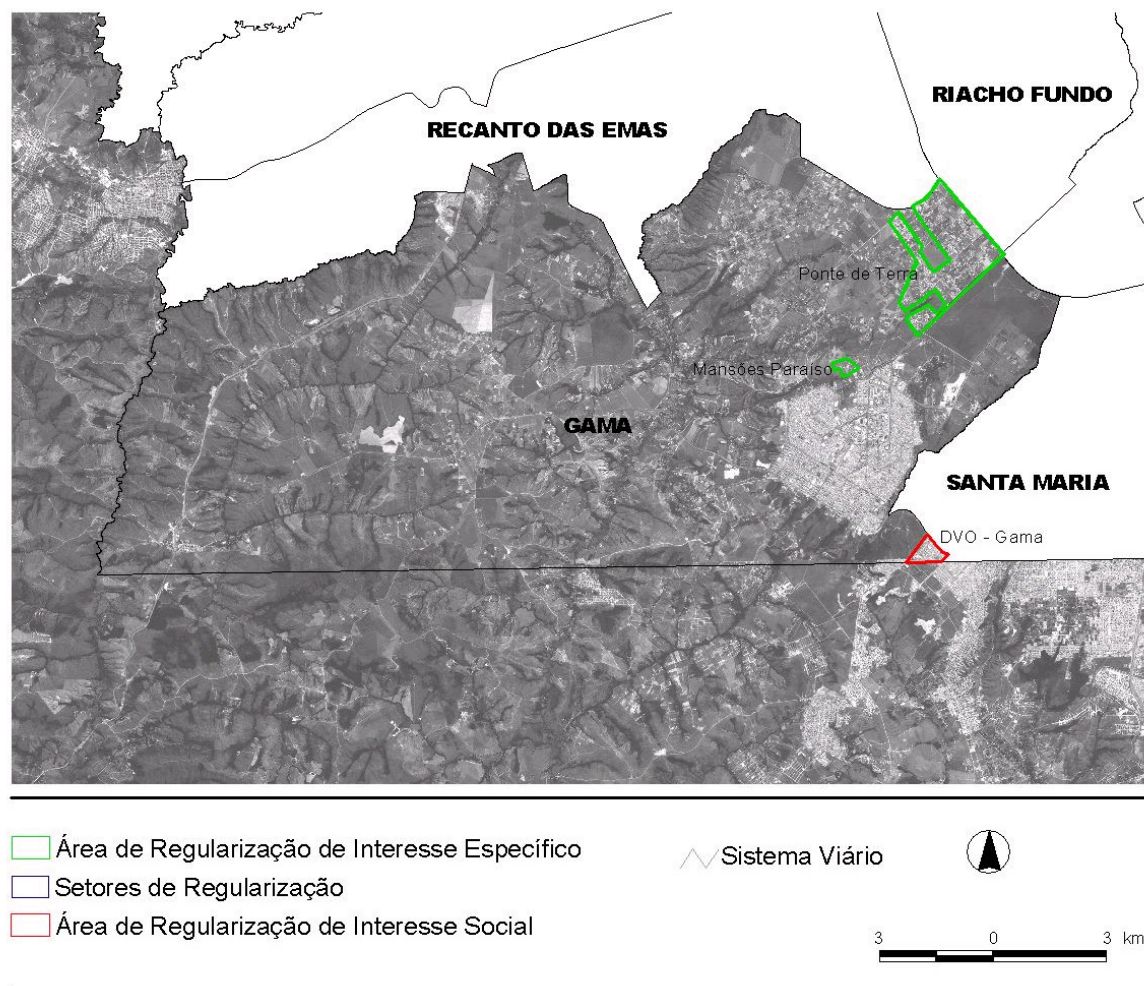 RIACHO FUNDO
RECANTO DAS EMAS
Ponte de Terra
Mansões Paraíso
GAMA
SANTA MARIA
DVO - Gama
Área de Regularização de Interesse Específico
Sistema Viário
Setores de Regularização
Área de Regularização de Interesse Social
3 0 3 km